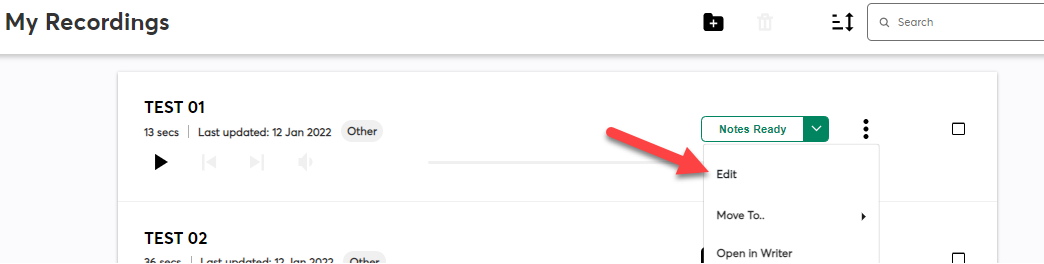 My Recordings
Search
TEST 01
13 secs | Last updated: 12 Jan 2022 Other
Notes Ready
Edit
Move To..
Open in Writer
TEST 02
36 secs Last updated: 12 Jan 2022 Other